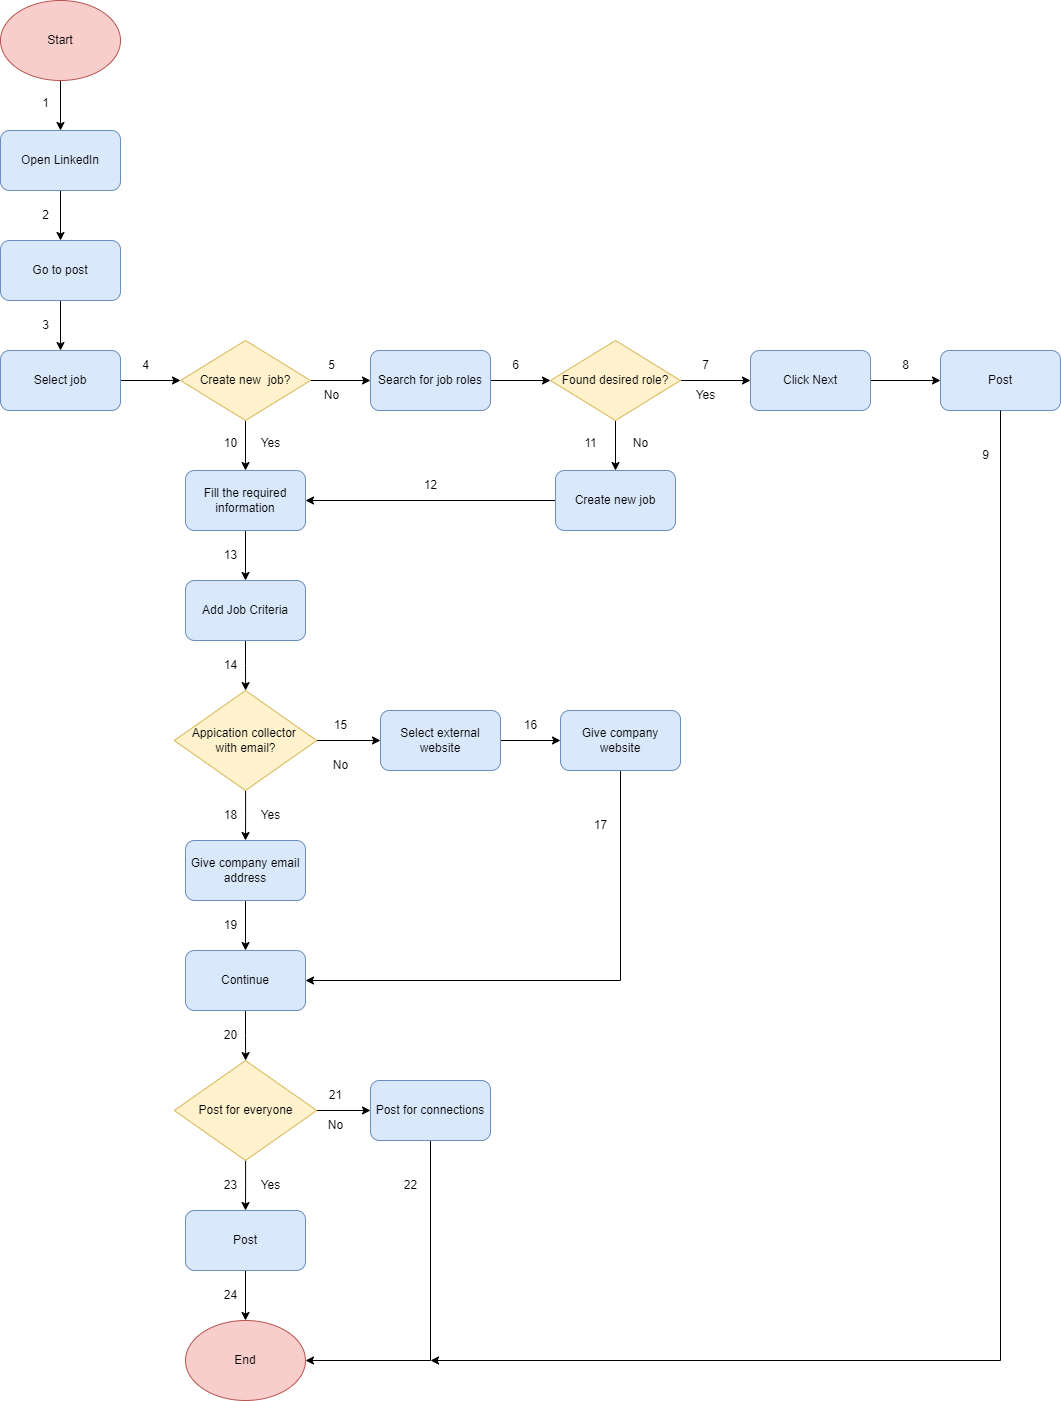 Start
1
Open LinkedIn
2
Go to post
3
Select job
4
Create new  job?
5
No
Search for job roles
6
Found desired role?
7
Yes
Click Next
8
Post
9
10
Yes
11
No
Fill the required
information
12
Create new job
13
Add Job Criteria
14
Appication collector
with email?
15
No
Select external
website
16
Give company
website
17
18
Yes
Give company email
address
19
Continue
20
Post for everyone
21
No
Post for connections
22
23
Yes
Post
24
End